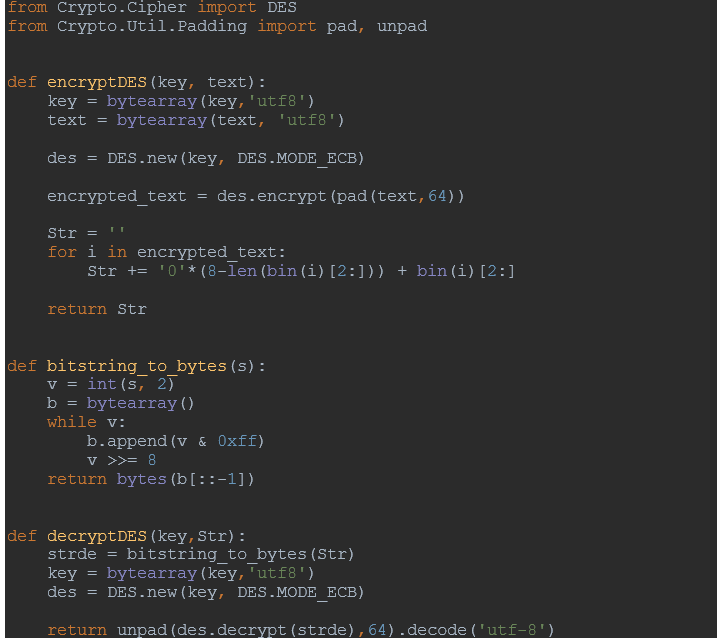 from Crypto.Cipher import DES
from Crypto.Util.Padding import pad, unpad
def encryptDES(key, text):
key = bytearray(key,'utf8')
text = bytearray(text, 'utf8')
des = DES.new(key, DES.MODE_ECB)
encrypted_text = des.encrypt(pad(text,64))
Str = ''
for i in encrypted_text:
Str += '0'*(8-len(bin(i)[2:])) + bin(i)[2:]
return Str
def bitstring_to_bytes(s):
v = int(s, 2)
b = bytearray()
while v:
b.append(v & 0xff)
v >>= 8
return bytes(b[::-1])
def decryptDES(key,Str):
strde = bitstring_to_bytes(Str)
key = bytearray(key,'utf8')
des = DES.new(key, DES.MODE_ECB)
return unpad(des.decrypt(strde),64).decode('utf-8')